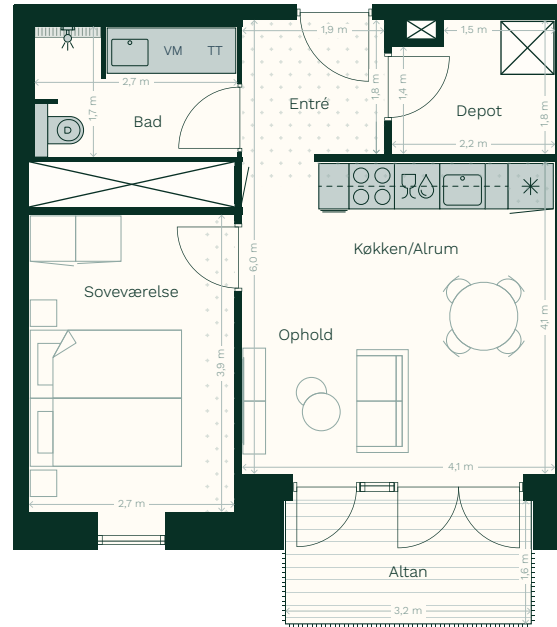 1,9 m
1,5 m
VM
TT
2,7 m
1,7 m
Bad
Entré
1,8 m
1,4 m
Depot
1,8 m
2,2 m
D
Køkken/Alrum
6,0 m
Soveværelse
4,1 m
Ophold
3,9 m
4,1 m
2,7 m
Altan
1,6 m
3,2 m